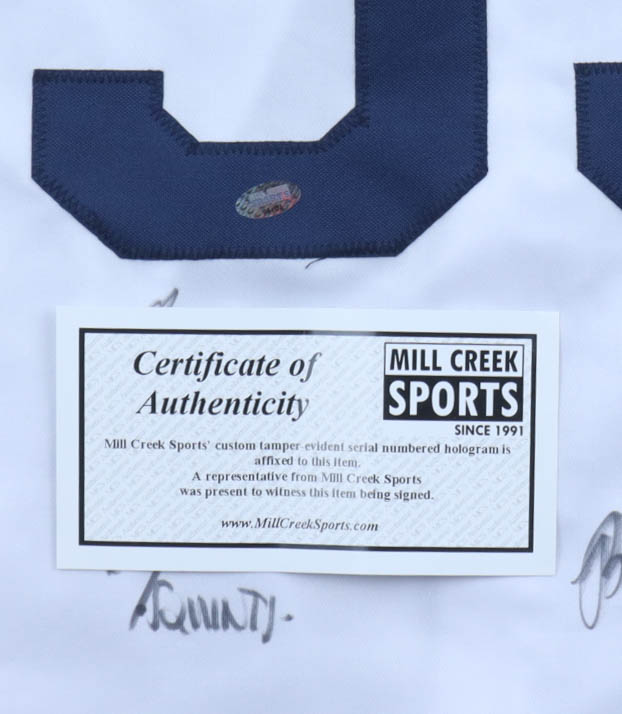 Certificate of
Authenticity
MILL CREEK
SPORTS
SINCE 1991
Mill Creek Sports' custom tamper-evident serial numbered hologram is
affixed to this item.
A representative from Mill Creek Sports
was present to witness this item being signed.
www.MillCreekSports.com